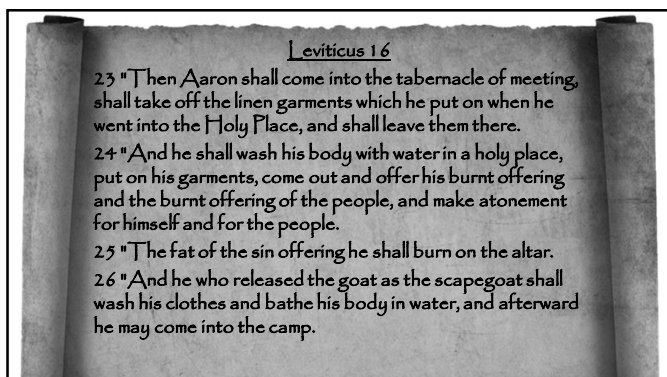 Leviticus 16
23 "Then Aaron shall come into the tabernacle of meeting,
shall take off the linen garments which he put on when he
went into the Holy Place, and shall leave them there.
24 "And he shall wash his body with water in a holy place,
put on his garments, come out and offer his burnt offering
and the burnt offering of the people, and make atonement
for himself and for the people.
25 "The fat of the sin offering he shall burn on the altar.
26 "And he who released the goat as the scapegoat shall
wash his clothes and bathe his body in water, and afterward
he may come into the camp.